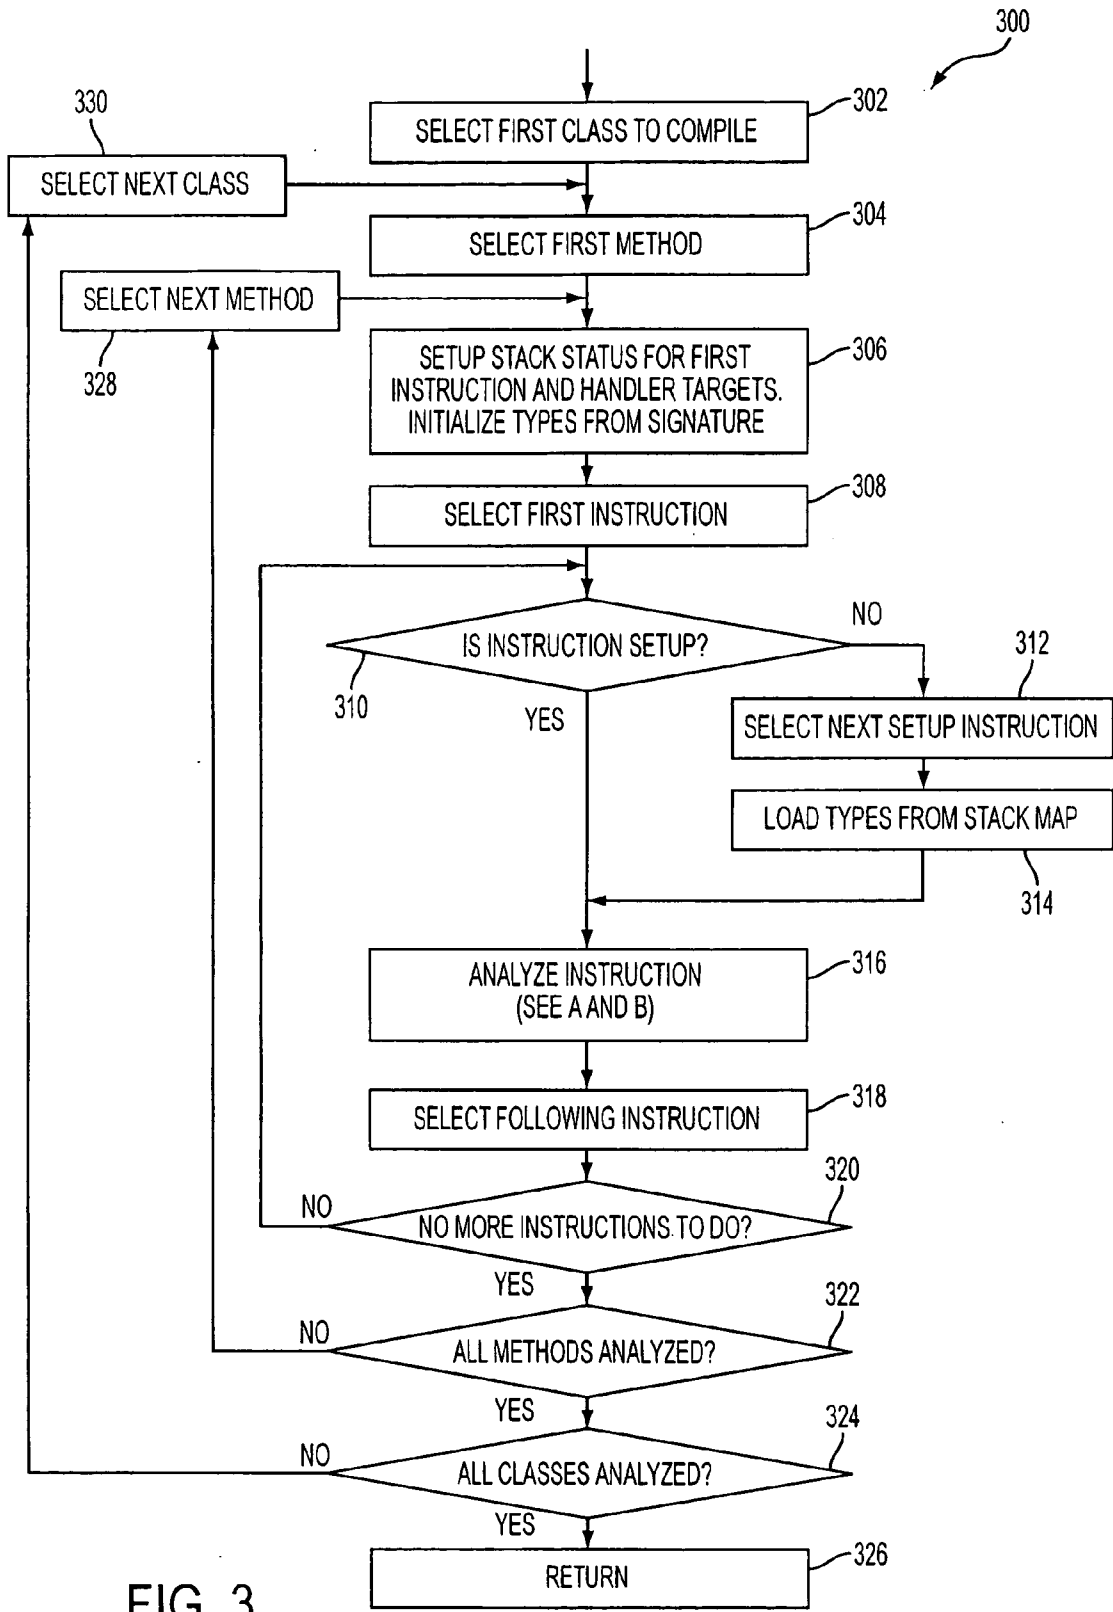 300
302
SELECT FIRST CLASS TO COMPILE
330
SELECT NEXT CLASS
304
SELECT FIRST METHOD
SELECT NEXT METHOD
328
306
SETUP STACK STATUS FOR FIRST
INSTRUCTION AND HANDLER TARGETS.
INITIALIZE TYPES FROM SIGNATURE
308
SELECT FIRST INSTRUCTION
IS INSTRUCTION SETUP?
310
NO
YES
312
SELECT NEXT SETUP INSTRUCTION
LOAD TYPES FROM STACK MAP
314
316
ANALYZE INSTRUCTION
(SEE A AND B)
318
SELECT FOLLOWING INSTRUCTION
320
NO
NO MORE INSTRUCTIONS TO DO?
YES
322
NO
ALL METHODS ANALYZED?
YES
324
NO
ALL CLASSES ANALYZED?
YES
326
RETURN
FIG. 3